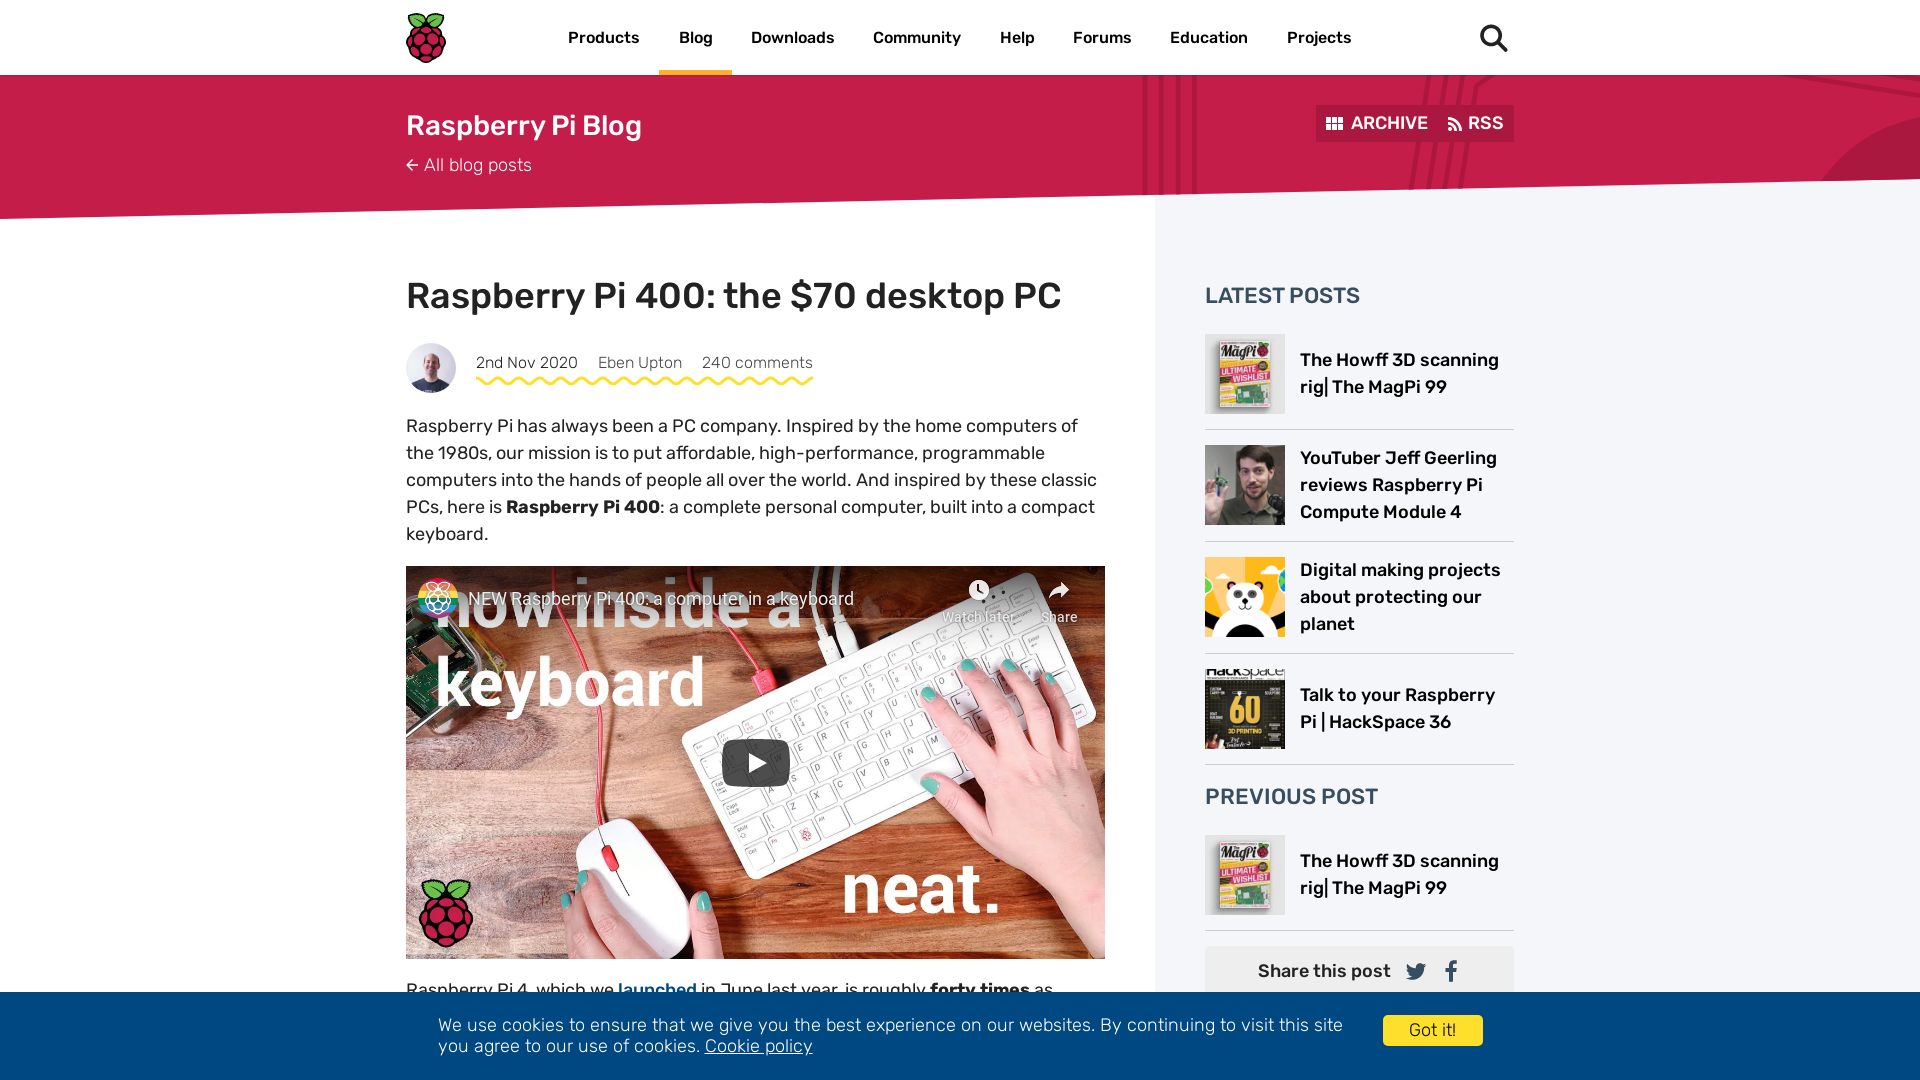 Products
Blog
Downloads
Community
Help
Forums
Education
Projects
Raspberry Pi Blog
All blog posts
ARCHIVE
RSS
Raspberry Pi 400: the $70 desktop PC
2nd Nov 2020
Eben Upton
240 comments
Raspberry Pi has always been a PC company. Inspired by the home computers of
the 1980s, our mission is to put affordable, high-performance, programmable
computers into the hands of people all over the world. And inspired by these classic
PCs, here is Raspberry Pi 400: a complete personal computer, built into a compact
keyboard.
NEW Raspberry Pi 400: a computer in a keyboard
Watch later
Share
now inside a
keyboard
neat.
Raspberry Pi 4, which we launched in June last year, is roughly forty times as
LATEST POSTS
The Howff 3D scanning
rig| The MagPi 99
YouTuber Jeff Geerling
reviews Raspberry Pi
Compute Module 4
Digital making projects
about protecting our
planet
HackSpace
60
3D PRINTING
Talk to your Raspberry
Pi | HackSpace 36
PREVIOUS POST
MagPi
ULTIMATE
WISHLIST
The Howff 3D scanning
rig| The MagPi 99
Share this post
We use cookies to ensure that we give you the best experience on our websites. By continuing to visit this site
you agree to our use of cookies. Cookie policy
Got it!